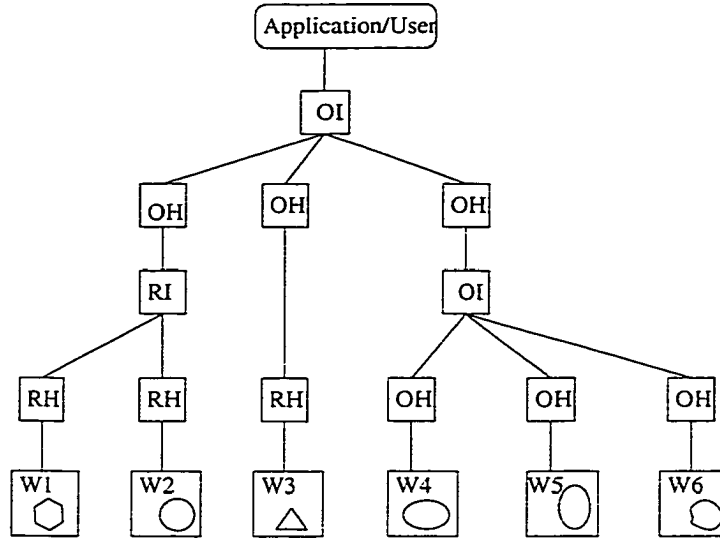 Application/User
OI
OH OH OH
RI OI
RH RH RH OH OH OH
W1 W2 W3 W4 W5 W6